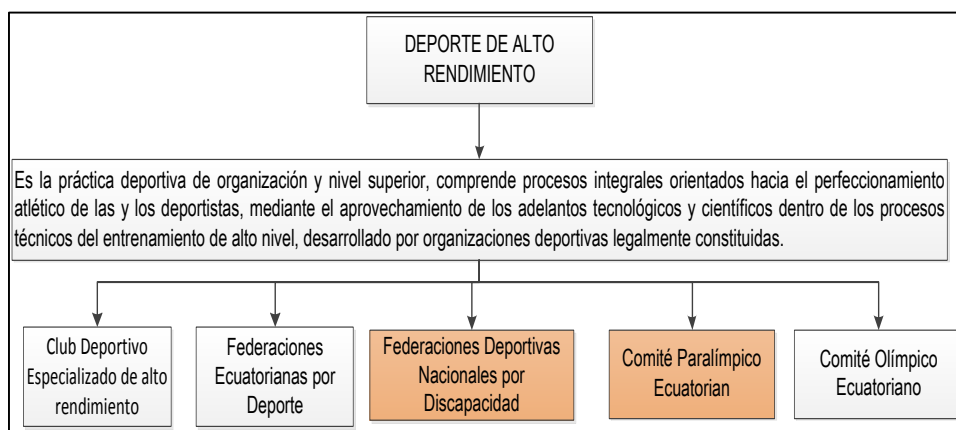 DEPORTE DE ALTO
RENDIMIENTO
Es la práctica deportiva de organización y nivel superior, comprende procesos integrales orientados hacia el perfeccionamiento
atlético de las y los deportistas, mediante el aprovechamiento de los adelantos tecnológicos y científicos dentro de los procesos
técnicos del entrenamiento de alto nivel, desarrollado por organizaciones deportivas legalmente constituidas.
Club Deportivo
Especializado de alto
rendimiento
Federaciones
Ecuatorianas por
Deporte
Federaciones Deportivas
Nacionales por
Discapacidad
Comité Paralímpico
Ecuatorian
Comité Olímpico
Ecuatoriano